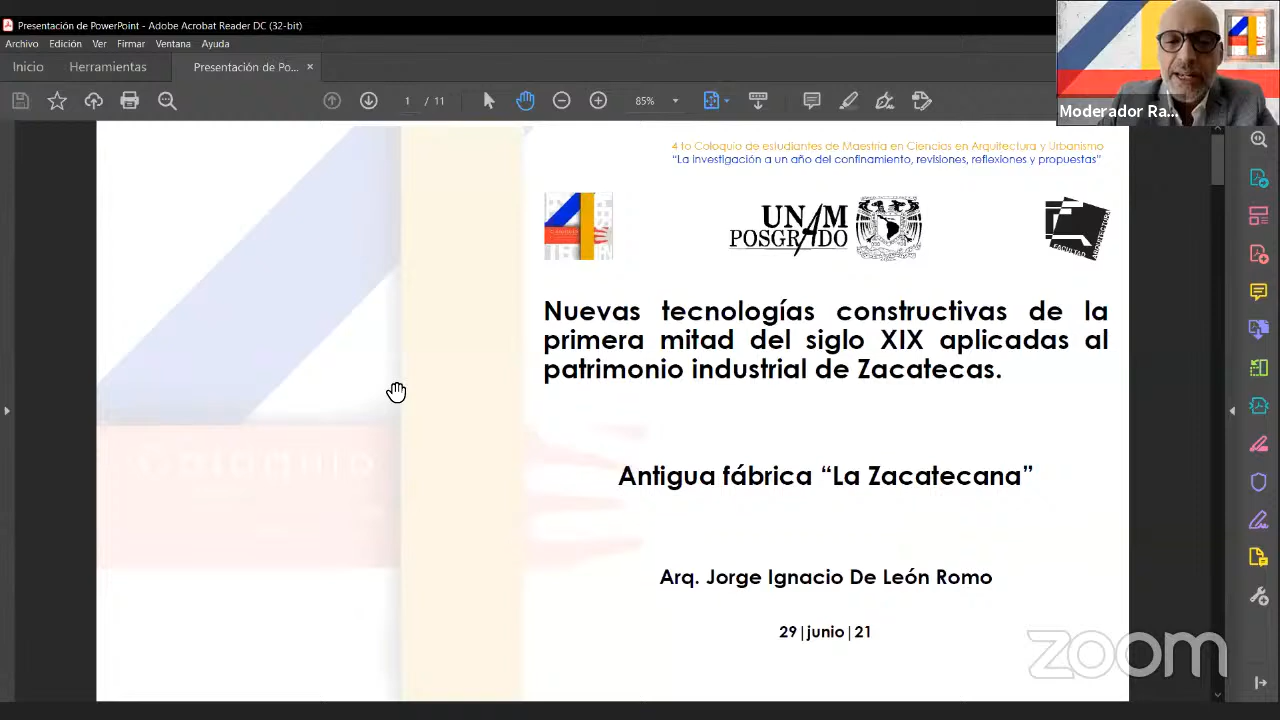 Presentación de PowerPoint - Adobe Acrobat Reader DC (32-bit)
Archivo Edición Ver Firmar Ventana Ayuda
Inicio Herramientas Presentación de Po... ×
1 / 11 85%
Moderador Ra...
4 to Coloquio de estudiantes de Maestría en Ciencias en Arquitectura y Urbanismo
“La investigación a un año del confinamiento, revisiones, reflexiones y propuestas”
UNAM
POSGRADO
FACULTAD
ARQUITECTURA
Nuevas tecnologías constructivas de la
primera mitad del siglo XIX aplicadas al
patrimonio industrial de Zacatecas.
Coloquio
Antigua fábrica “La Zacatecana”
Arq. Jorge Ignacio De León Romo
29|junio|21
zoom